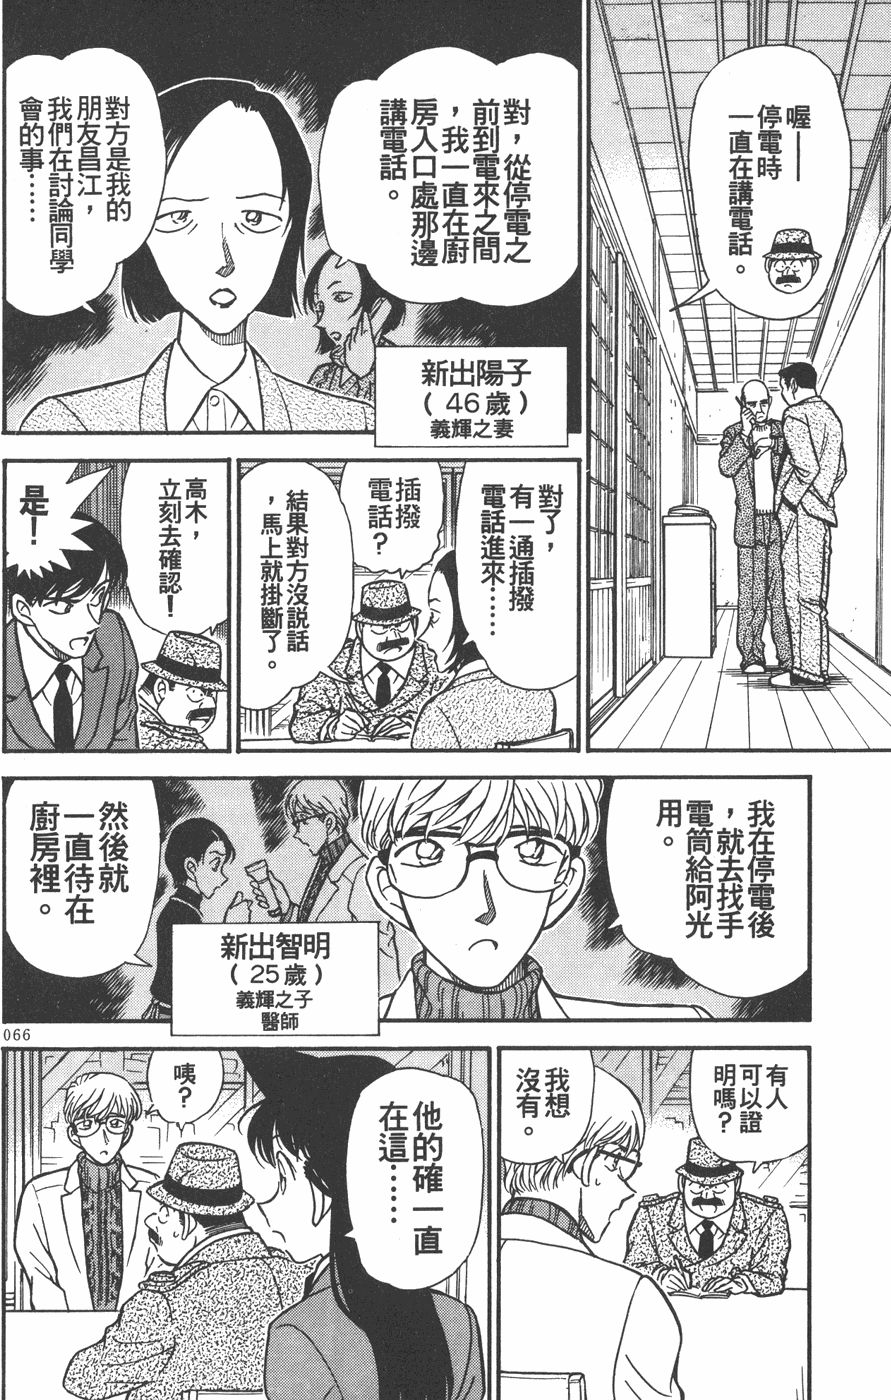 喔——
停電時
一直在講電話。
對，從停電之
前到電來之間
，我一直在廚
房入口處那邊
講電話。
對方是我的
朋友昌江，
我們在討論同學
會的事……
新出陽子
（46歲）
義輝之妻
對了，
有一通插撥
電話進來……
插撥
電話？
結果對方沒說話
，馬上就掛斷了。
高木，
立刻去確認！
是！
我在停電後
，就去找手
電筒給阿光
用。
然後就
一直待在
廚房裡。
新出智明
（25歲）
義輝之子
醫師
066
有人
可以證
明嗎？
我想
沒有。
他的確一直
在這……
咦？